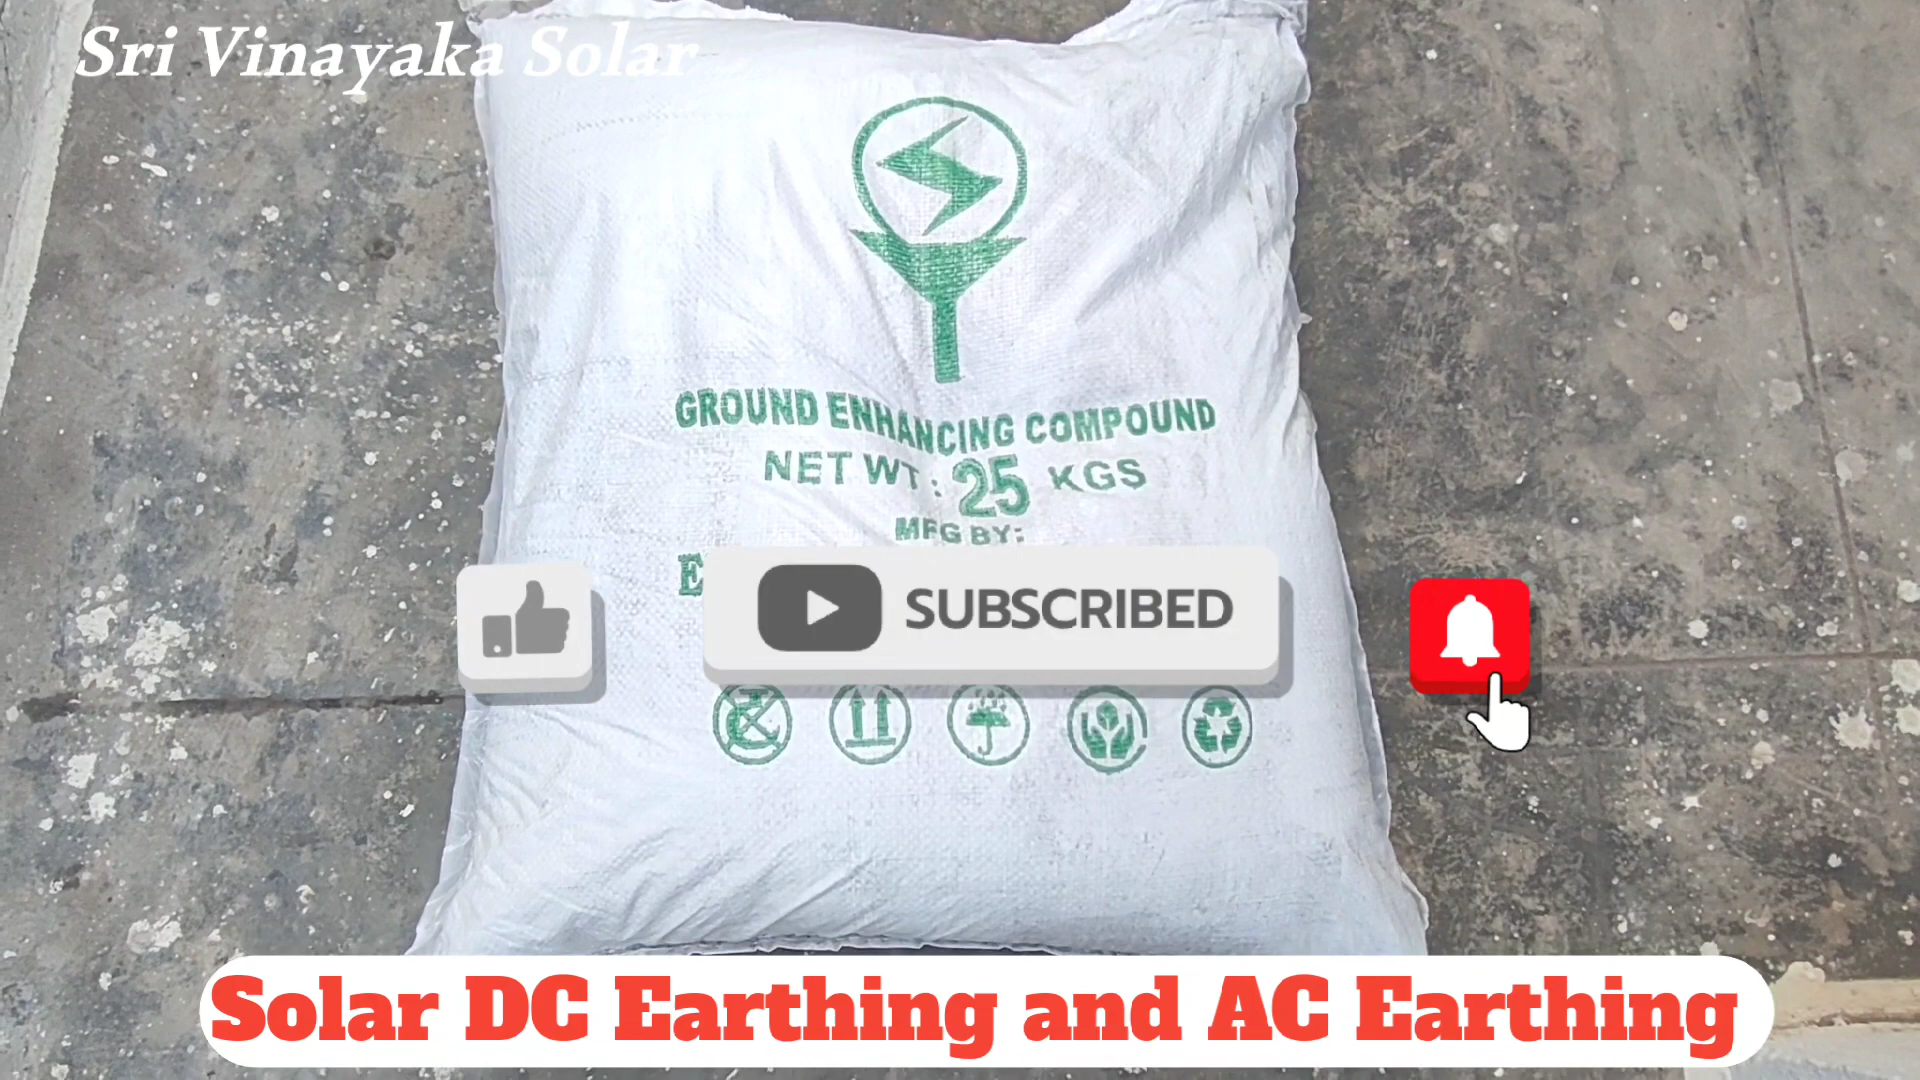 Sri Vinayaka Solar
GROUND ENHANCING COMPOUND
NET WT : 25 KGS
MFG BY:
SUBSCRIBED
Solar DC Earthing and AC Earthing